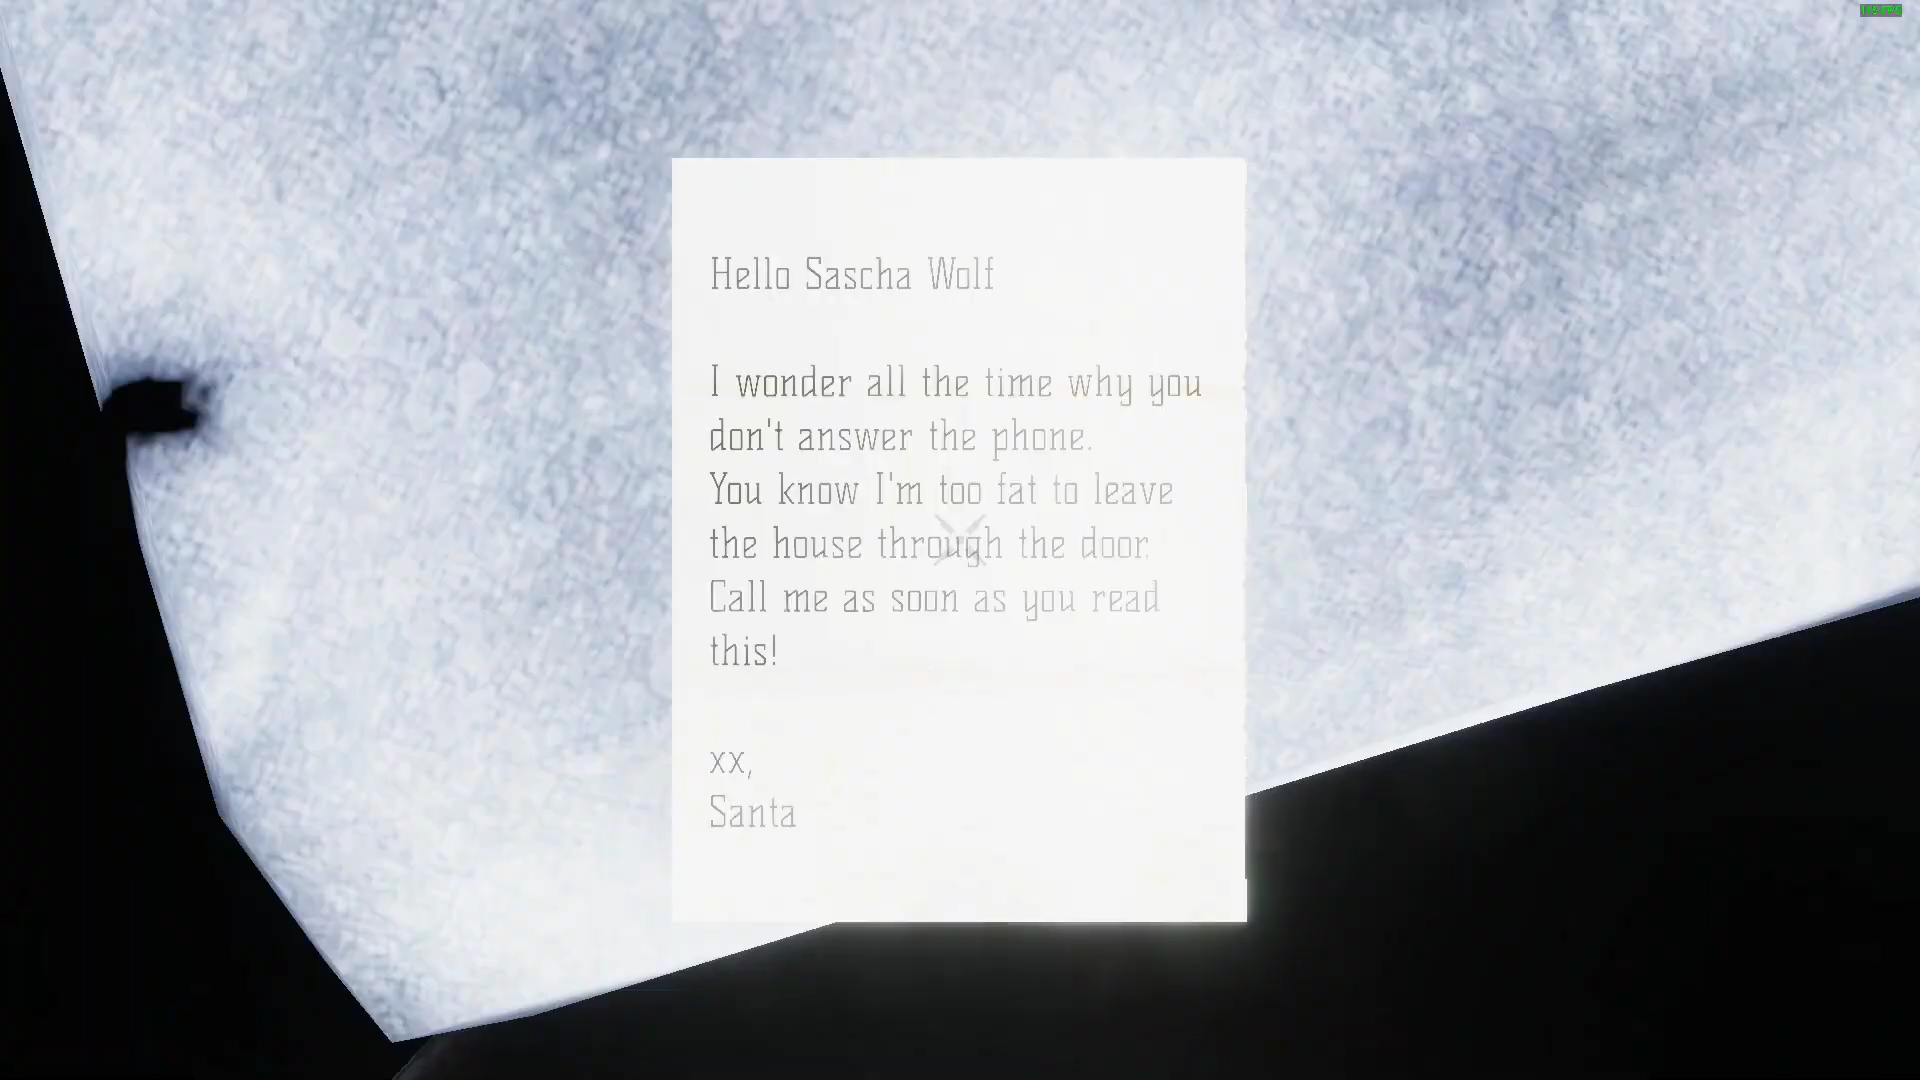 Hello Sascha Wolf
I wonder all the time why you
don't answer the phone.
You know I'm too fat to leave
the house through the door.
Call me as soon as you read
this!
xx,
Santa